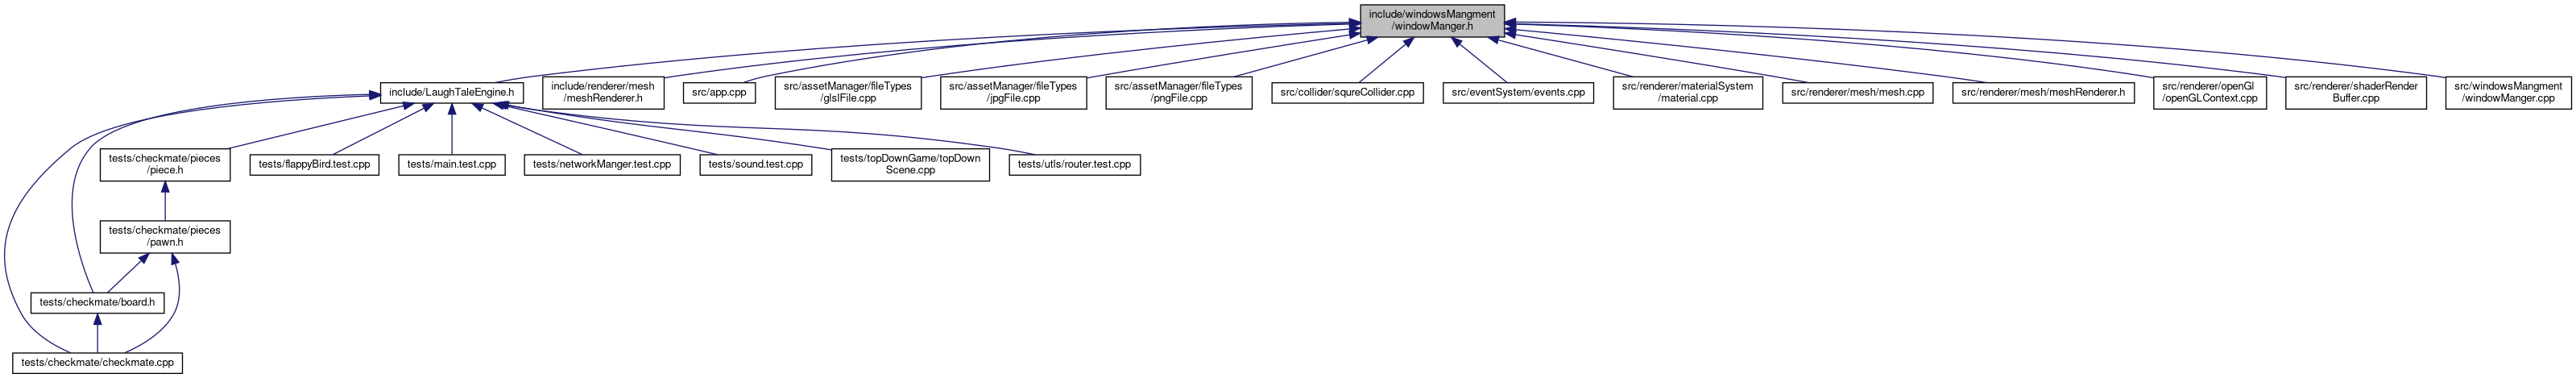 include/windowsMangment
/windowManger.h
include/LaughTaleEngine.h
include/renderer/mesh
/meshRenderer.h
src/app.cpp
src/assetManager/fileTypes
/glslFile.cpp
src/assetManager/fileTypes
/jpgFile.cpp
src/assetManager/fileTypes
/pngFile.cpp
src/collider/squreCollider.cpp
src/eventSystem/events.cpp
src/renderer/materialSystem
/material.cpp
src/renderer/mesh/mesh.cpp
src/renderer/mesh/meshRenderer.h
src/renderer/openGl
/openGLContext.cpp
src/renderer/shaderRender
Buffer.cpp
src/windowsMangment
/windowManger.cpp
tests/checkmate/pieces
/piece.h
tests/flappyBird.test.cpp
tests/main.test.cpp
tests/networkManger.test.cpp
tests/sound.test.cpp
tests/topDownGame/topDown
Scene.cpp
tests/utls/router.test.cpp
tests/checkmate/pieces
/pawn.h
tests/checkmate/board.h
tests/checkmate/checkmate.cpp